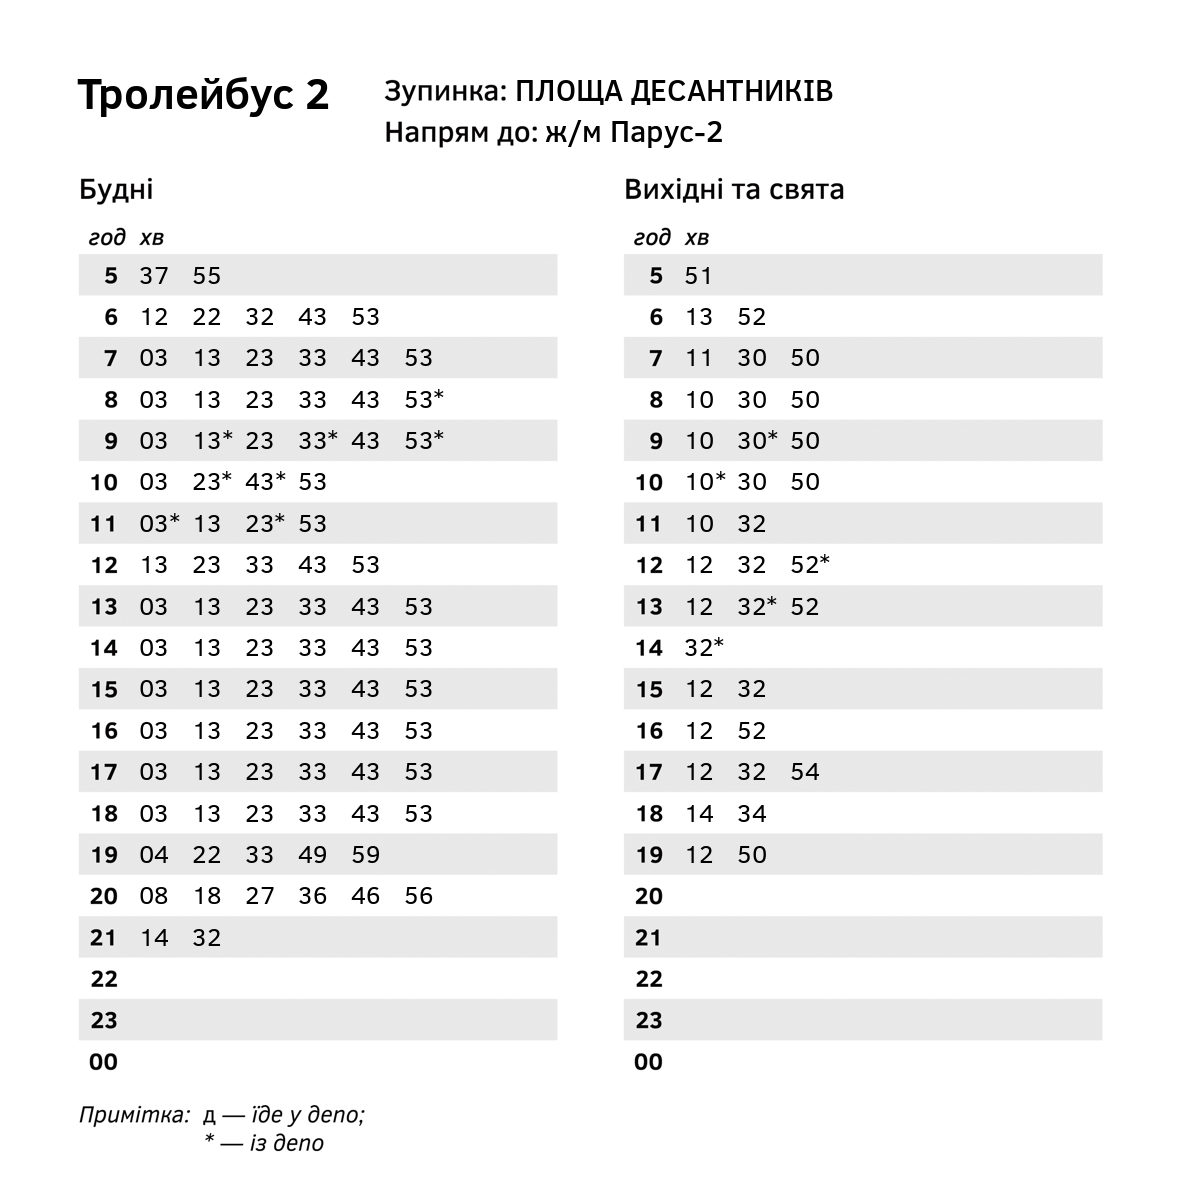 Тролейбус 2
Зупинка: ПЛОЩА ДЕСАНТНИКІВ
Напрям до: ж/м Парус-2
Будні
год хв
5 37 55
6 12 22 32 43 53
7 03 13 23 33 43 53
8 03 13 23 33 43 53*
9 03 13* 23 33* 43 53*
10 03 23* 43* 53
11 03* 13 23* 53
12 13 23 33 43 53
13 03 13 23 33 43 53
14 03 13 23 33 43 53
15 03 13 23 33 43 53
16 03 13 23 33 43 53
17 03 13 23 33 43 53
18 03 13 23 33 43 53
19 04 22 33 49 59
20 08 18 27 36 46 56
21 14 32
22
23
00
Вихідні та свята
год хв
5 51
6 13 52
7 11 30 50
8 10 30 50
9 10 30* 50
10 10* 30 50
11 10 32
12 12 32 52*
13 12 32* 52
14 32*
15 12 32
16 12 52
17 12 32 54
18 14 34
19 12 50
20
21
22
23
00
Примітка: д — їде у депо;
* — із депо